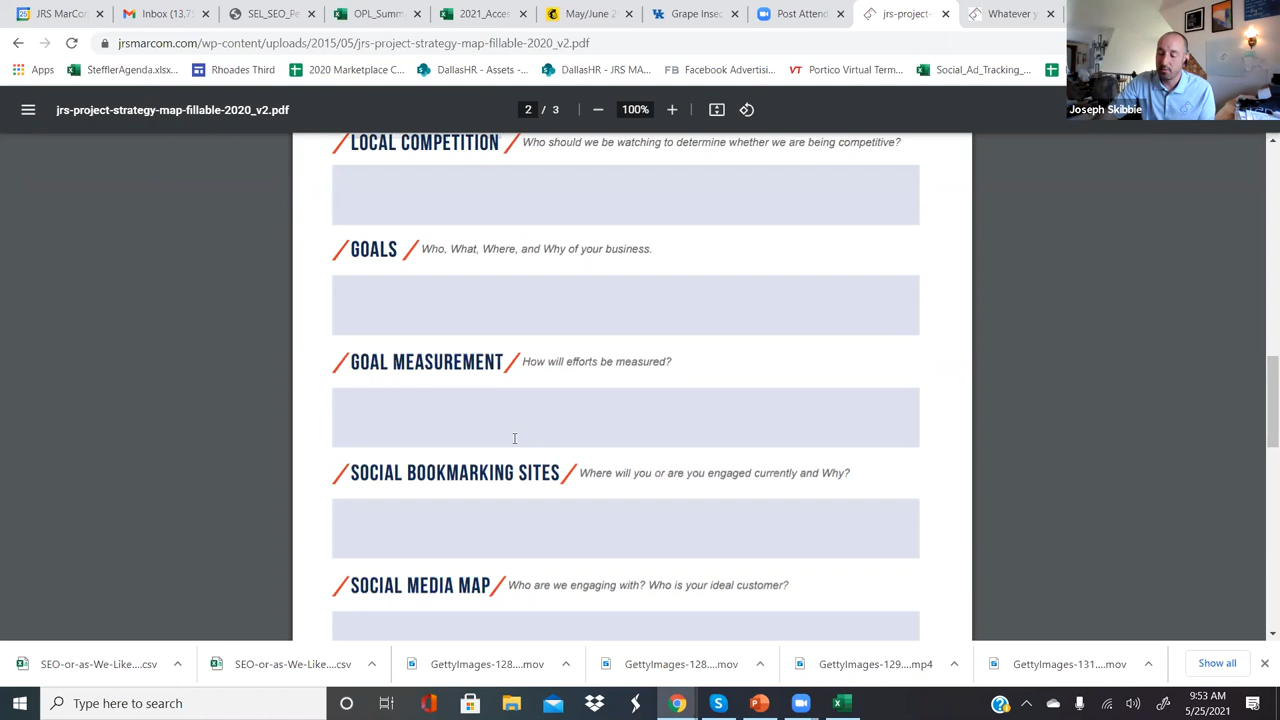 JRS MarCo
Inbox (13,7
SEL_SEO_Pe
OPI_Summ
2021_Acces
May/June 2
Grape Inse
Post Attend
jrs-project-
Whatever y
jrsmarcom.com/wp-content/uploads/2015/05/jrs-project-strategy-map-fillable-2020_v2.pdf
Apps
StefflerAgenda.xlsx...
Rhoades Third
2020 Marketplace C...
DallasHR - Assets -...
DallasHR - JRS MA...
FB Facebook Advertisi...
VT Portico Virtual Term...
Social_Ad_Tracking_...
Joseph Skibbie
jrs-project-strategy-map-fillable-2020_v2.pdf
2 / 3
100%
LOCAL COMPETITION / Who should we be watching to determine whether we are being competitive?
/ GOALS / Who, What, Where, and Why of your business.
/ GOAL MEASUREMENT / How will efforts be measured?
/ SOCIAL BOOKMARKING SITES / Where will you or are you engaged currently and Why?
/ SOCIAL MEDIA MAP / Who are we engaging with? Who is your ideal customer?
SEO-or-as-We-Like....csv
SEO-or-as-We-Like....csv
GettyImages-128....mov
GettyImages-128....mov
GettyImages-129....mp4
GettyImages-131....mov
Show all
Type here to search
9:53 AM
5/25/2021